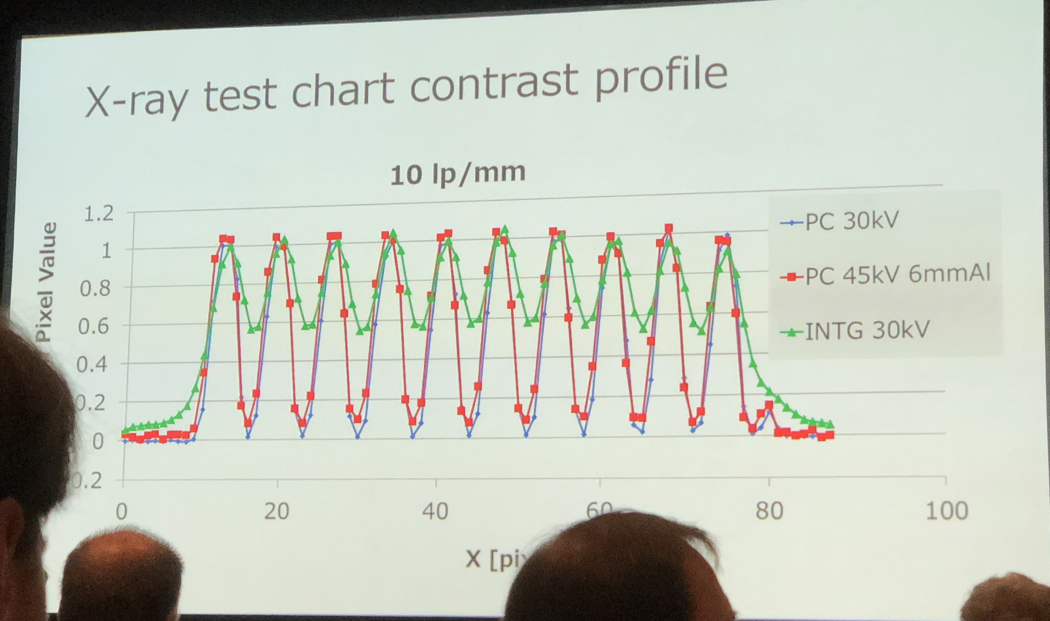 X-ray test chart contrast profile
10 lp/mm
Pixel Value
1.2
1
0.8
0.6
0.4
0.2
0
0.2
0
20
40
60
80
100
X [pi
PC 30kV
PC 45kV 6mmAl
INTG 30kV